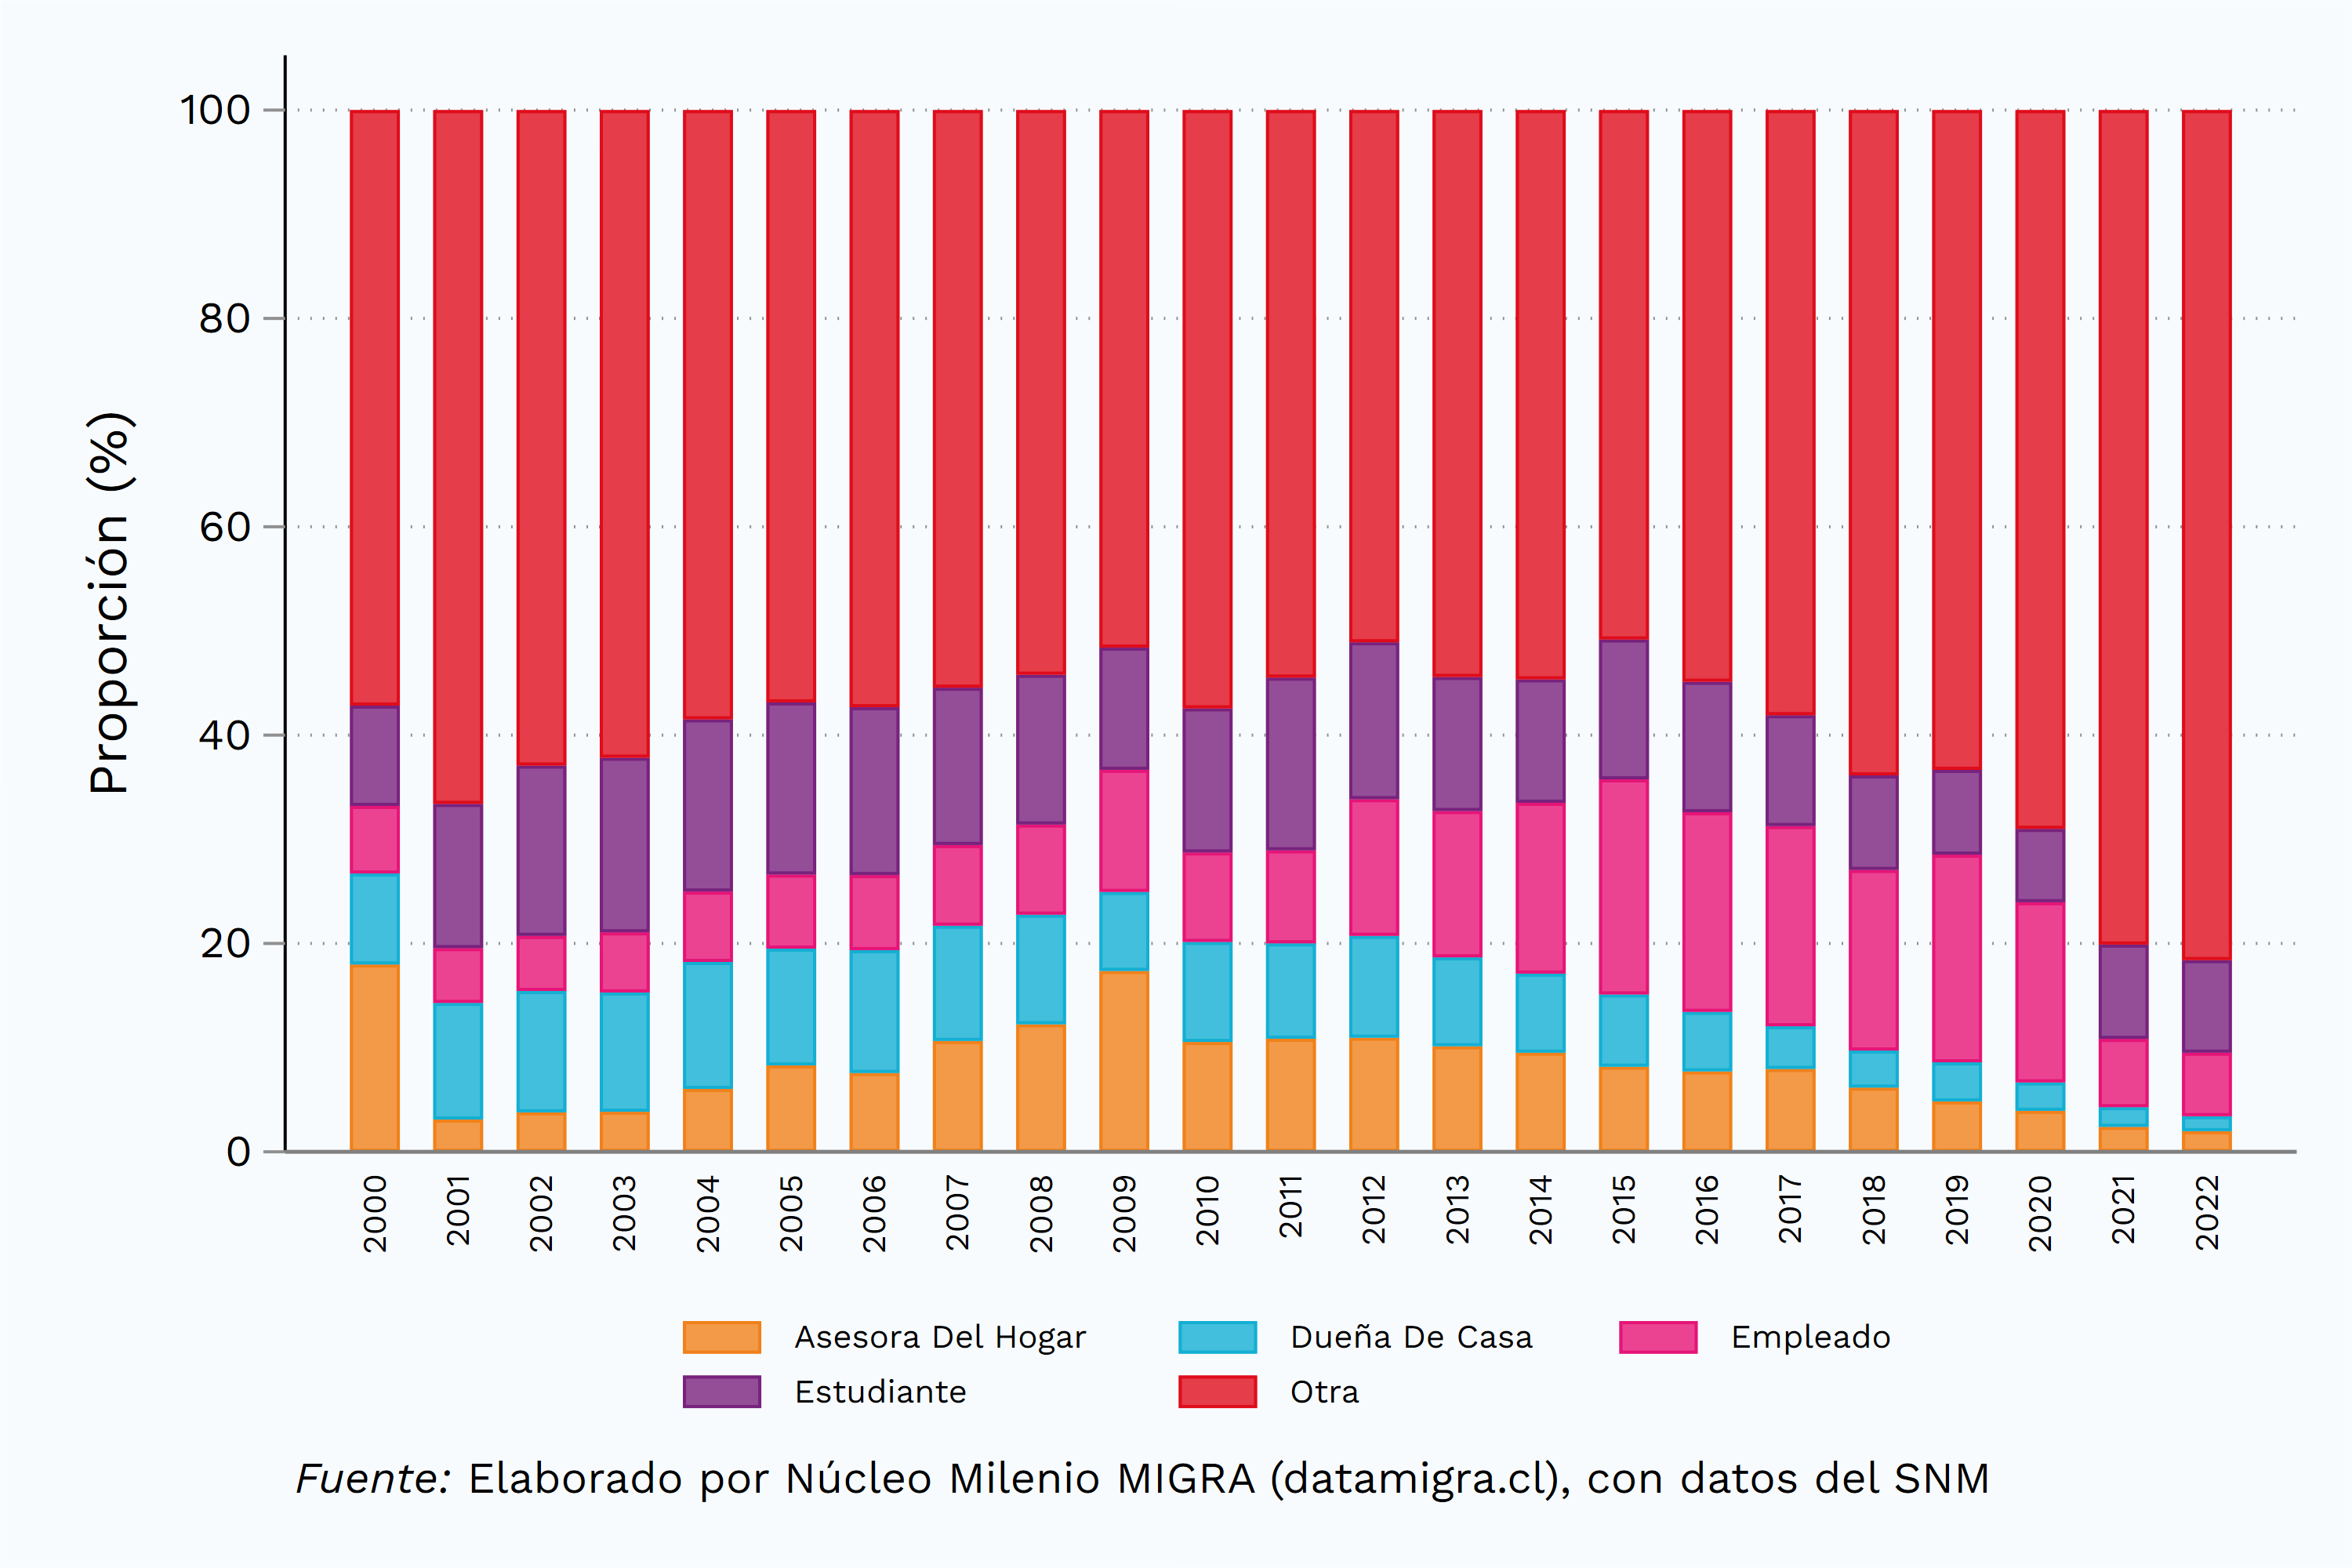 Proporción (%)
100
80
60
40
20
0
2000 2001 2002 2003 2004 2005 2006 2007 2008 2009 2010 2011 2012 2013 2014 2015 2016 2017 2018 2019 2020 2021 2022
Asesora Del Hogar Dueña De Casa Empleado
Estudiante Otra
Fuente: Elaborado por Núcleo Milenio MIGRA (datamigra.cl), con datos del SNM